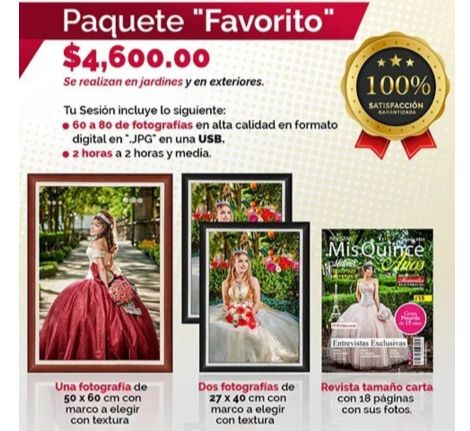 Paquete "Favorito"
$4,600.00
Se realizan en jardines y en exteriores.
100%
SATISFACCIÓN
GARANTIZADA
Tu Sesión incluye lo siguiente:
• 60 a 80 de fotografías en alta calidad en formato
digital en ".JPG" en una USB.
• 2 horas a 2 horas y media.
REVISTA
MisQuince
Años
Entrevistas Exclusivas
Una fotografía de
50 x 60 cm con
marco a elegir
con textura
Dos fotografías de
27 x 40 cm con
marco a elegir
con textura
Revista tamaño carta
con 18 páginas
con sus fotos.